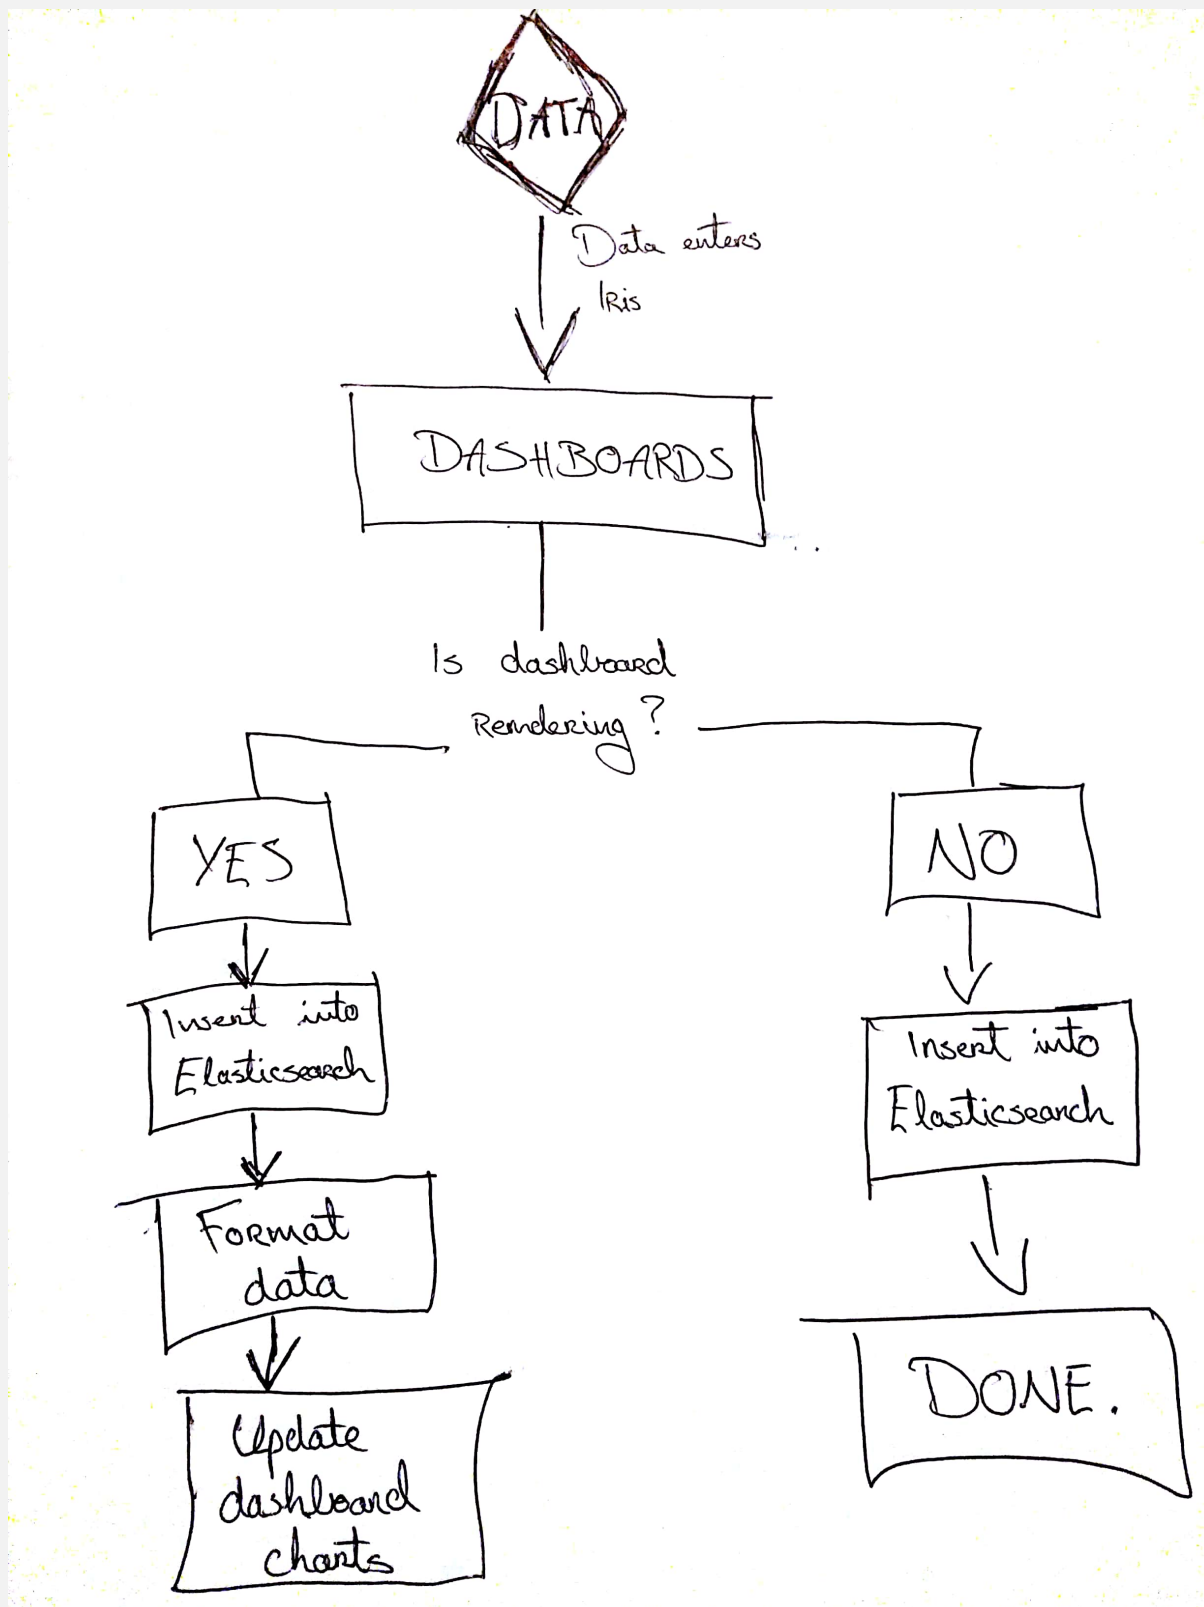 DATA
Data enters
Iris
DASHBOARDS
Is dashboard
Rendering?
YES
NO
Insert into
Elasticsearch
Insert into
Elasticsearch
Format
data
Update
dashboard
charts
DONE.